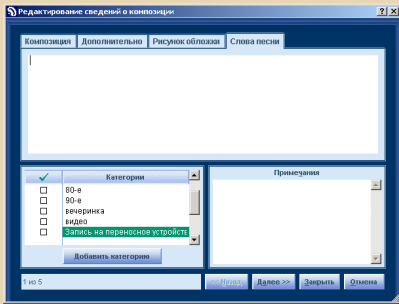 Редактирование сведений о композиции
Композиция Дополнительно Рисунок обложки Слова песни
Категории
80-е
90-е
вечеринка
видео
Запись на переносное устройств
Добавить категорию
Примечания
1 из 5
<< Назад Далее >> Закрыть Отмена